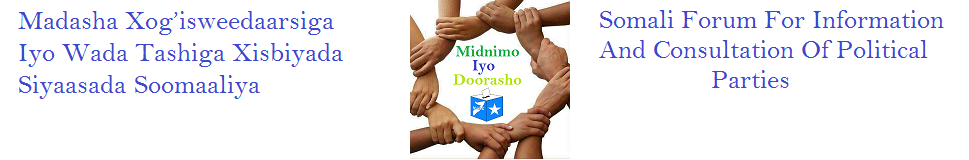 Madasha Xog'isweedaarsiga
Iyo Wada Tashiga Xisbiyada
Siyaasada Soomaaliya
Midnimo
Iyo
Doorasho
Somali Forum For Information
And Consultation Of Political
Parties